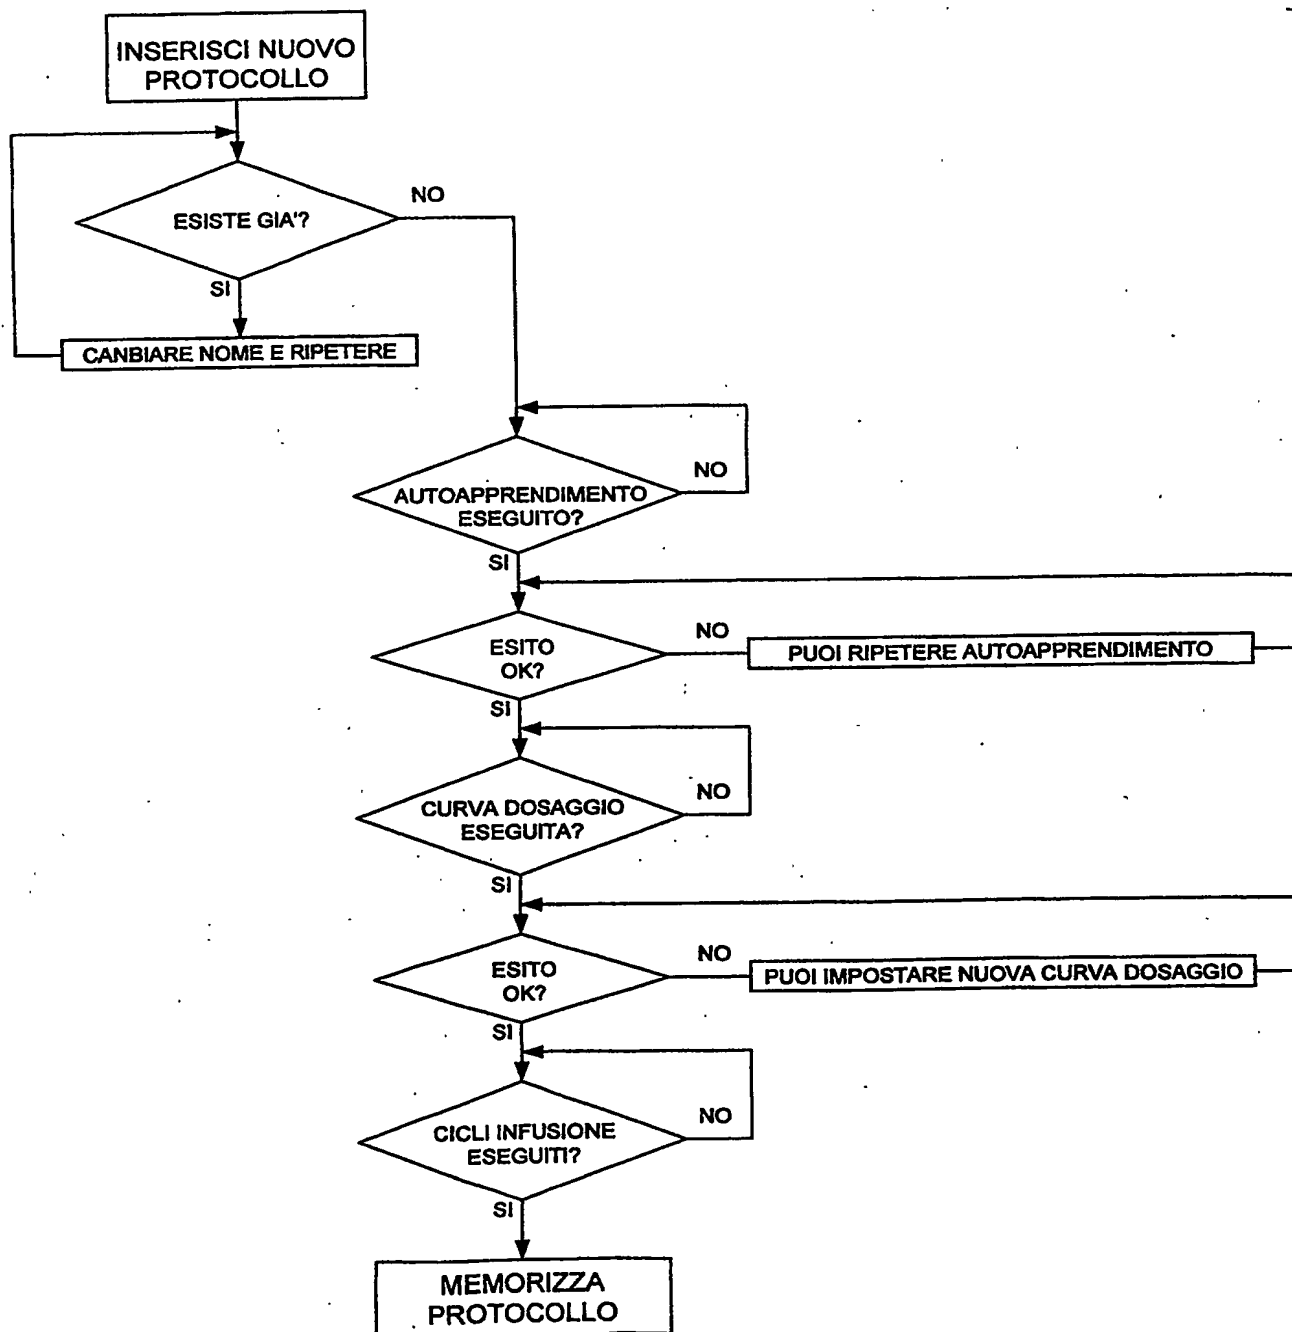 INSERISCI NUOVO
PROTOCOLLO
NO
ESISTE GIA'?
SI
CANBIARE NOME E RIPETERE
NO
AUTOAPPRENDIMENTO
ESEGUITO?
SI
NO
ESITO
OK?
PUOI RIPETERE AUTOAPPRENDIMENTO
SI
NO
CURVA DOSAGGIO
ESEGUITA?
SI
NO
ESITO
OK?
PUOI IMPOSTARE NUOVA CURVA DOSAGGIO
SI
NO
CICLI INFUSIONE
ESEGUITI?
SI
MEMORIZZA
PROTOCOLLO